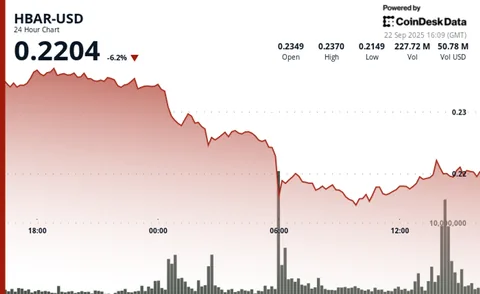 HBAR-USD
24 Hour Chart
0.2204 -6.2%
Powered by
CoinDesk Data
22 Sep 2025 16:09 (GMT)
0.2349 0.2370 0.2149 227.72 M 50.78 M
Open High Low Vol Vol USD
0.23
0.22
10,000,000
18:00 00:00 06:00 12:00